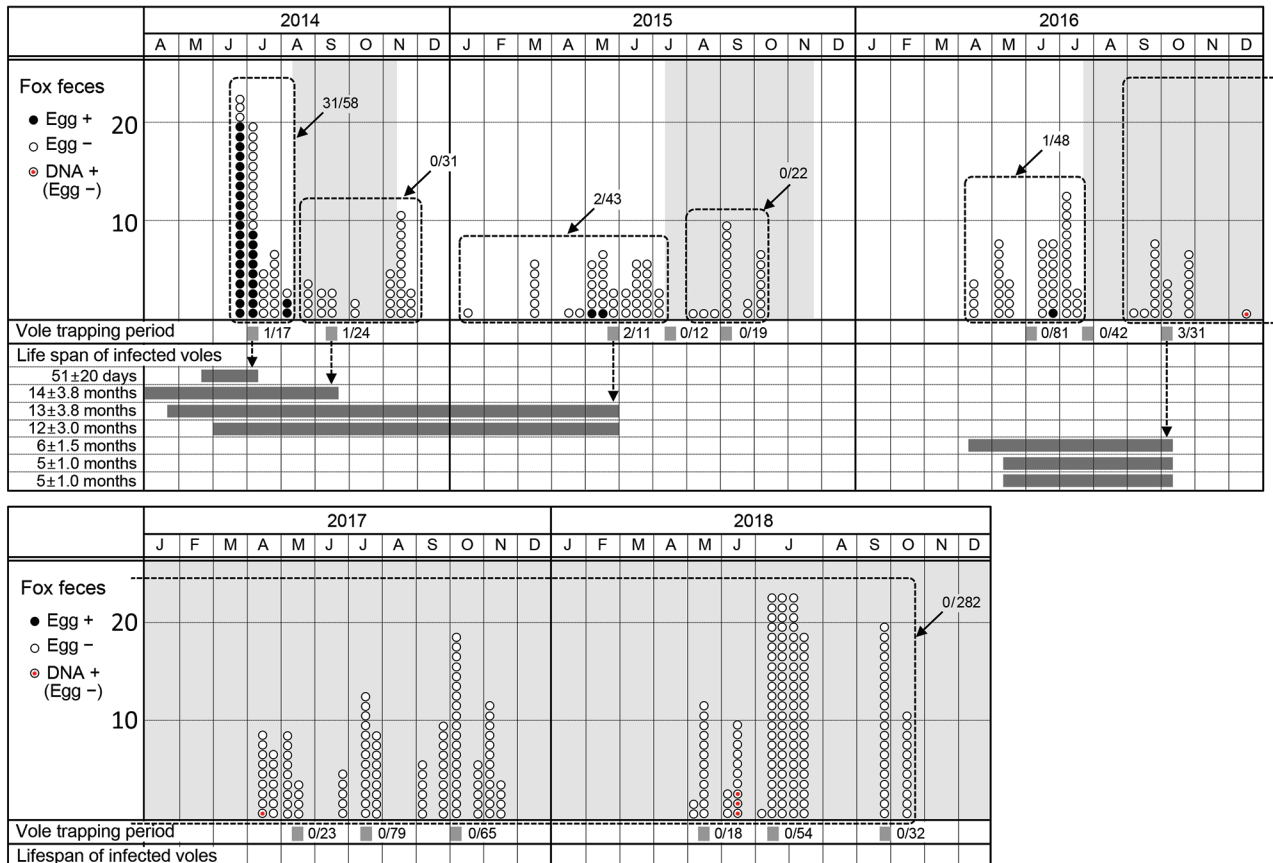 2014 2015 2016
A M J J A S O N D J F M A M J J A S O N D J F M A M J J A S O N D
Fox feces
Egg +
Egg −
DNA +
(Egg −)
20
10
31/58
0/31
2/43
0/22
1/48
Vole trapping period 1/17 1/24 2/11 0/12 0/19 0/81 0/42 3/31
Life span of infected voles
51±20 days
14±3.8 months
13±3.8 months
12±3.0 months
6±1.5 months
5±1.0 months
5±1.0 months
2017 2018
J F M A M J J A S O N D J F M A M J J A S O N D
Fox feces
Egg +
Egg −
DNA +
(Egg −)
20
10
0/282
Vole trapping period 0/23 0/79 0/65 0/18 0/54 0/32
Lifespan of infected voles